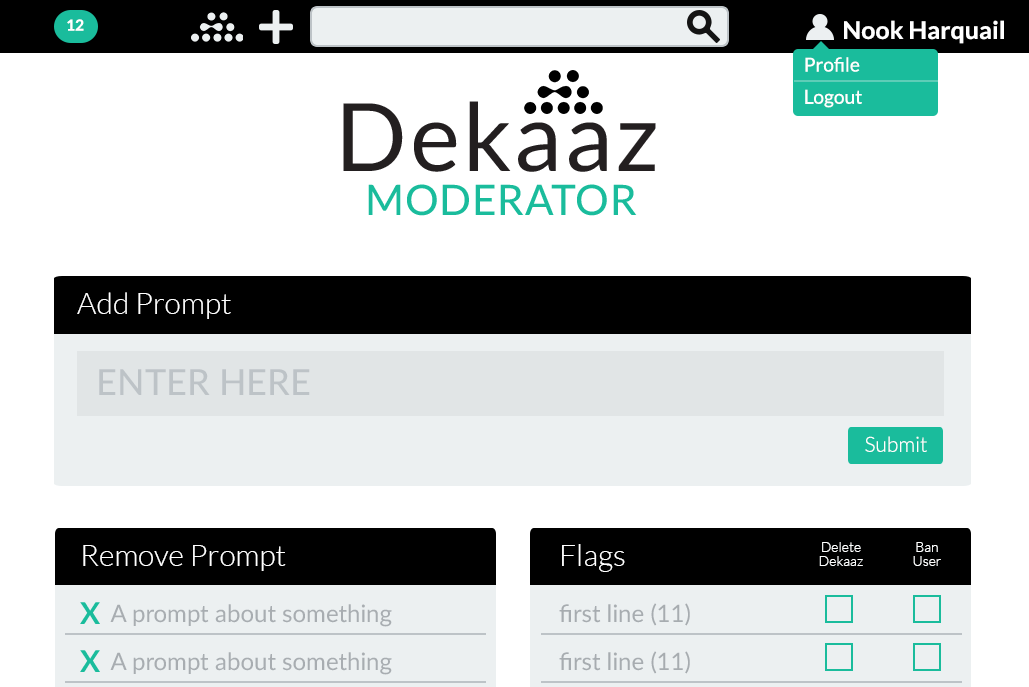 12
Nook Harquail
Profile
Logout
Dekaaz
MODERATOR
Add Prompt
ENTER HERE
Submit
Remove Prompt
X A prompt about something
X A prompt about something
Flags
Delete Dekaaz
Ban User
first line (11)
first line (11)